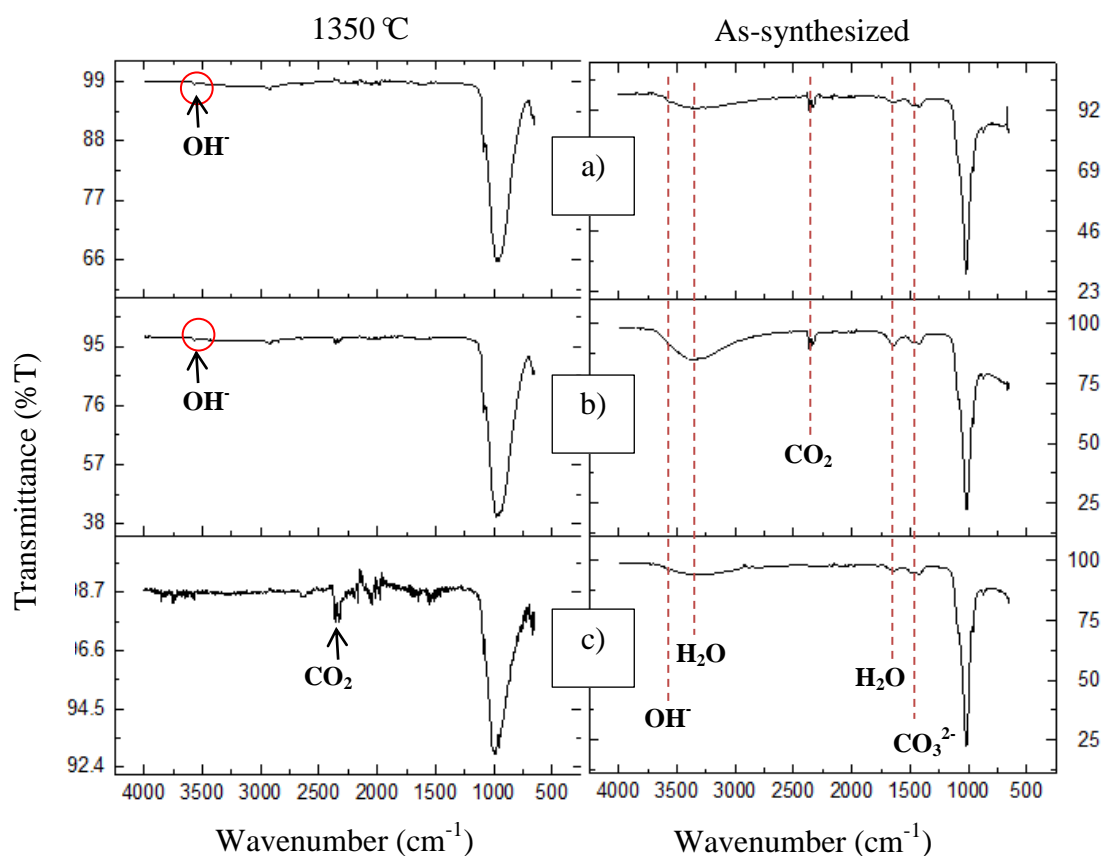 1350 °C
As-synthesized
99
88
77
66
OH⁻
a)
92
69
46
23
Transmittance (%T)
95
76
57
38
OH⁻
b)
100
75
50
25
CO₂
98.7
96.6
94.5
92.4
CO₂
c)
100
75
50
25
H₂O
H₂O
OH⁻
CO₃²⁻
4000 3500 3000 2500 2000 1500 1000 500
4000 3500 3000 2500 2000 1500 1000 500
Wavenumber (cm⁻¹)
Wavenumber (cm⁻¹)